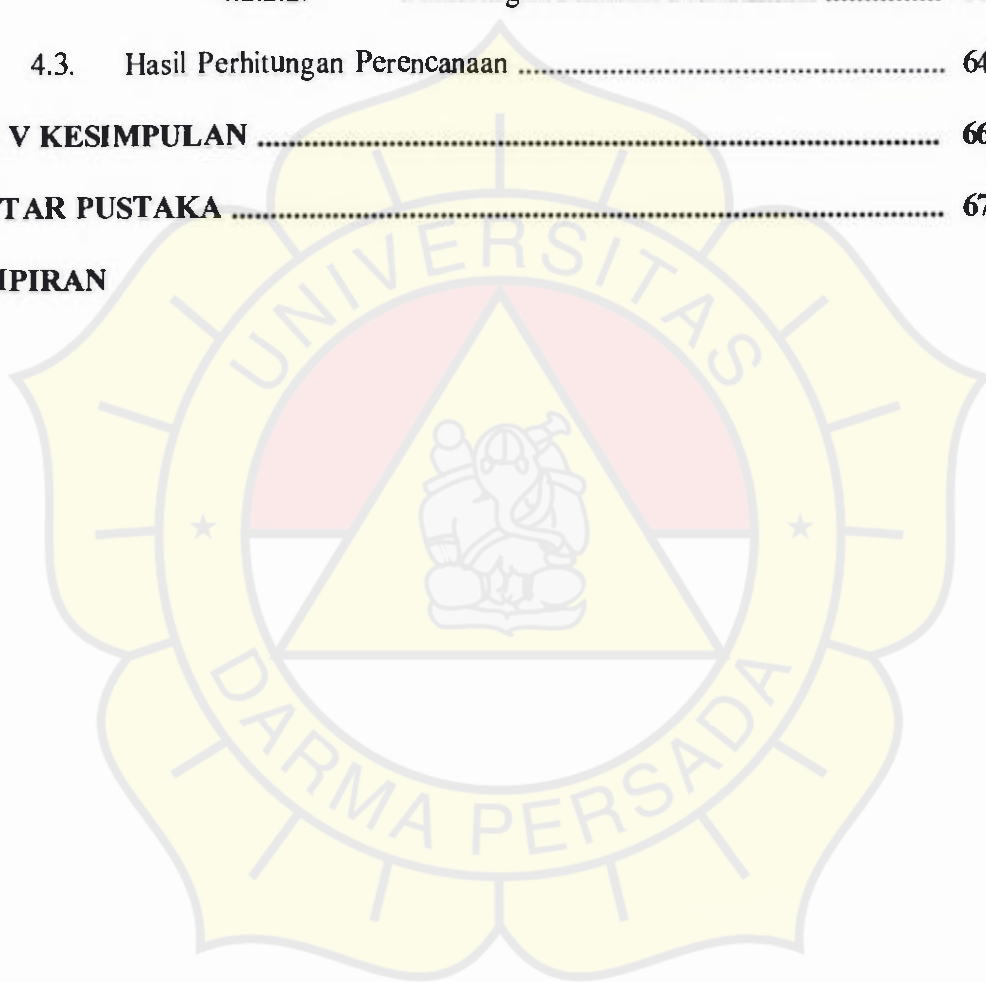 4.3. Hasil Perhitungan Perencanaan ........ 64
V KESIMPULAN ........ 66
TAR PUSTAKA ........ 67
IPIRAN
UNIVERSITAS
DARMA PERSADA